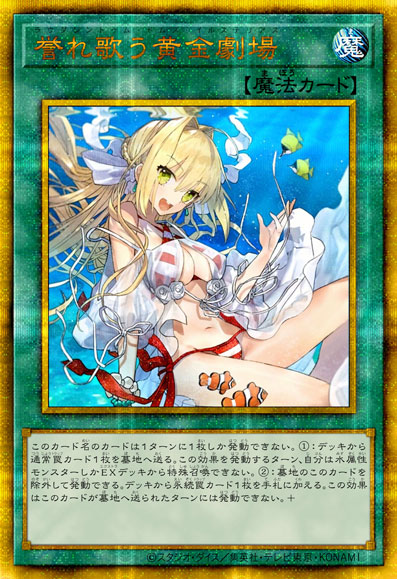 誉れ歌う黄金劇場
魔
【魔法カード】
このカード名のカードは1ターンに1枚しか発動できない。①：デッキから
通常罠カード1枚を墓地へ送る。この効果を発動するターン、自分は水属性
モンスターしかEXデッキから特殊召喚できない。②：墓地のこのカードを
除外して発動できる。デッキから永続罠カード1枚を手札に加える。この効果
はこのカードが墓地へ送られたターンには発動できない。＋
©スタジオ・ダイス／集英社・テレビ東京・KONAMI